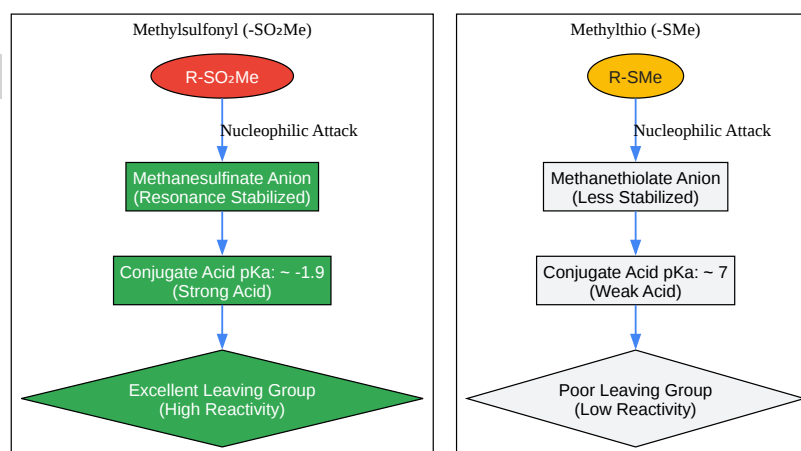 Methylsulfonyl (-SO₂Me)
R-SO₂Me
Nucleophilic Attack
Methanesulfinate Anion
(Resonance Stabilized)
Conjugate Acid pKa: ~ -1.9
(Strong Acid)
Excellent Leaving Group
(High Reactivity)
Methylthio (-SMe)
R-SMe
Nucleophilic Attack
Methanethiolate Anion
(Less Stabilized)
Conjugate Acid pKa: ~ 7
(Weak Acid)
Poor Leaving Group
(Low Reactivity)